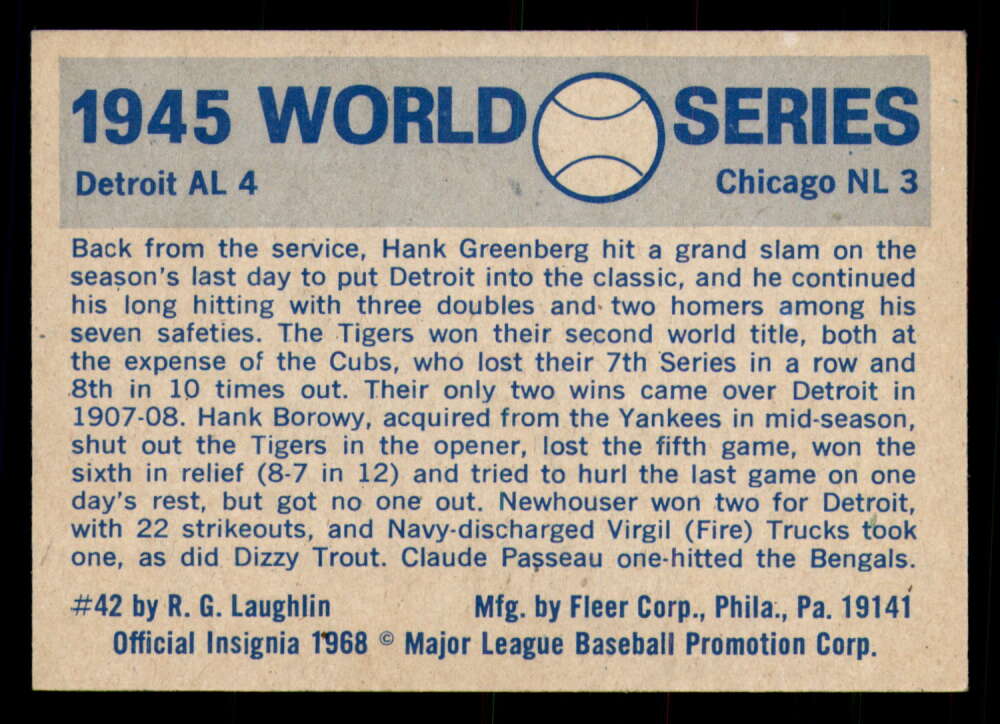 1945 WORLD SERIES
Detroit AL 4 Chicago NL 3
Back from the service, Hank Greenberg hit a grand slam on the
season's last day to put Detroit into the classic, and he continued
his long hitting with three doubles and two homers among his
seven safeties. The Tigers won their second world title, both at
the expense of the Cubs, who lost their 7th Series in a row and
8th in 10 times out. Their only two wins came over Detroit in
1907-08. Hank Borowy, acquired from the Yankees in mid-season,
shut out the Tigers in the opener, lost the fifth game, won the
sixth in relief (8-7 in 12) and tried to hurl the last game on one
day's rest, but got no one out. Newhouser won two for Detroit,
with 22 strikeouts, and Navy-discharged Virgil (Fire) Trucks took
one, as did Dizzy Trout. Claude Passeau one-hitted the Bengals.
#42 by R. G. Laughlin Mfg. by Fleer Corp., Phila., Pa. 19141
Official Insignia 1968 © Major League Baseball Promotion Corp.